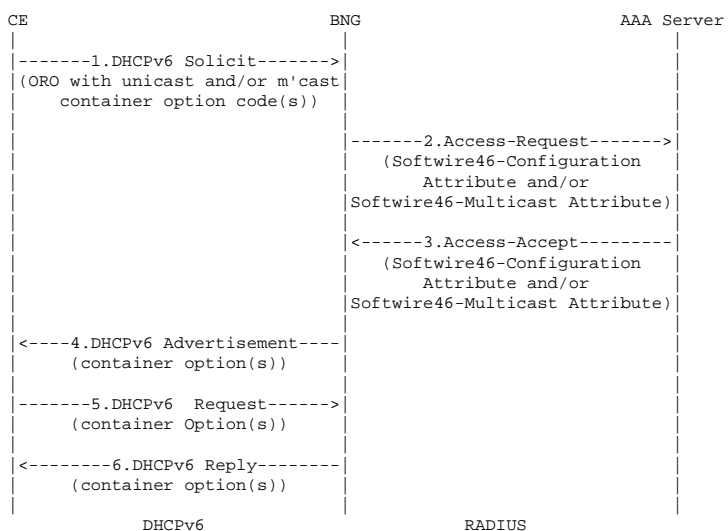 CE BNG AAA Server
|-------1.DHCPv6 Solicit------->|
|(ORO with unicast and/or m'cast|
container option code(s))
|-------2.Access-Request------->|
(Softwire46-Configuration
Attribute and/or
|Softwire46-Multicast Attribute)|
|<------3.Access-Accept---------|
(Softwire46-Configuration
Attribute and/or
|Softwire46-Multicast Attribute)|
|<----4.DHCPv6 Advertisement----|
(container option(s))
|-------5.DHCPv6 Request------>|
(container Option(s))
|<--------6.DHCPv6 Reply--------|
(container option(s))
DHCPv6 RADIUS